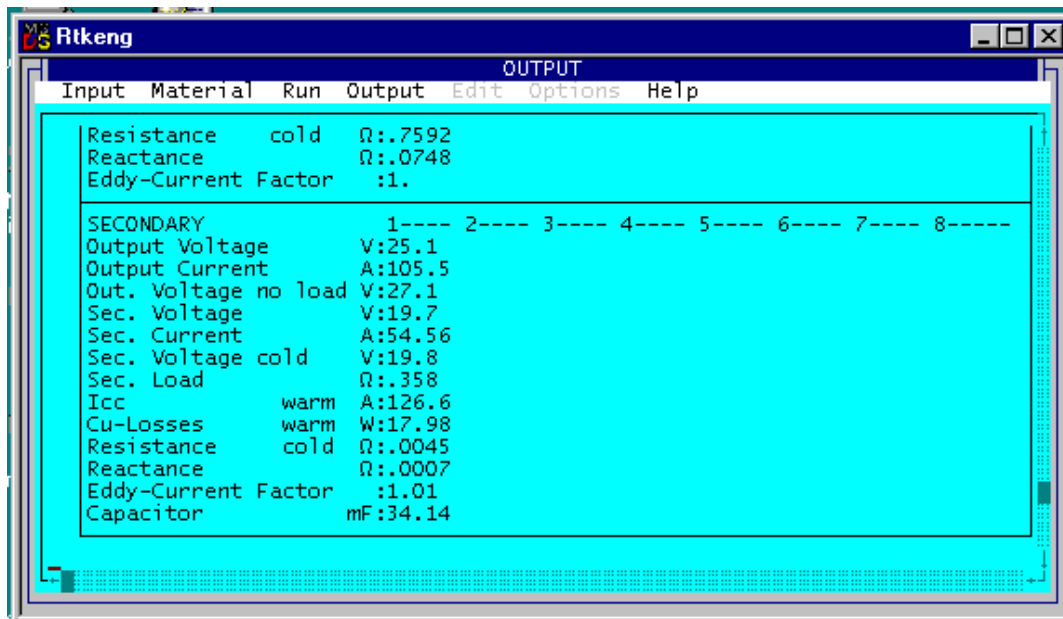 Rtkeng
OUTPUT
Input Material Run Output Edit Options Help
Resistance cold Ω:.7592
Reactance Ω:.0748
Eddy-Current Factor :1.
SECONDARY 1---- 2---- 3---- 4---- 5---- 6---- 7---- 8-----
Output Voltage V:25.1
Output Current A:105.5
Out. Voltage no load V:27.1
Sec. Voltage V:19.7
Sec. Current A:54.56
Sec. Voltage cold V:19.8
Sec. Load Ω:.358
Icc warm A:126.6
Cu-Losses warm W:17.98
Resistance cold Ω:.0045
Reactance Ω:.0007
Eddy-Current Factor :1.01
Capacitor mF:34.14